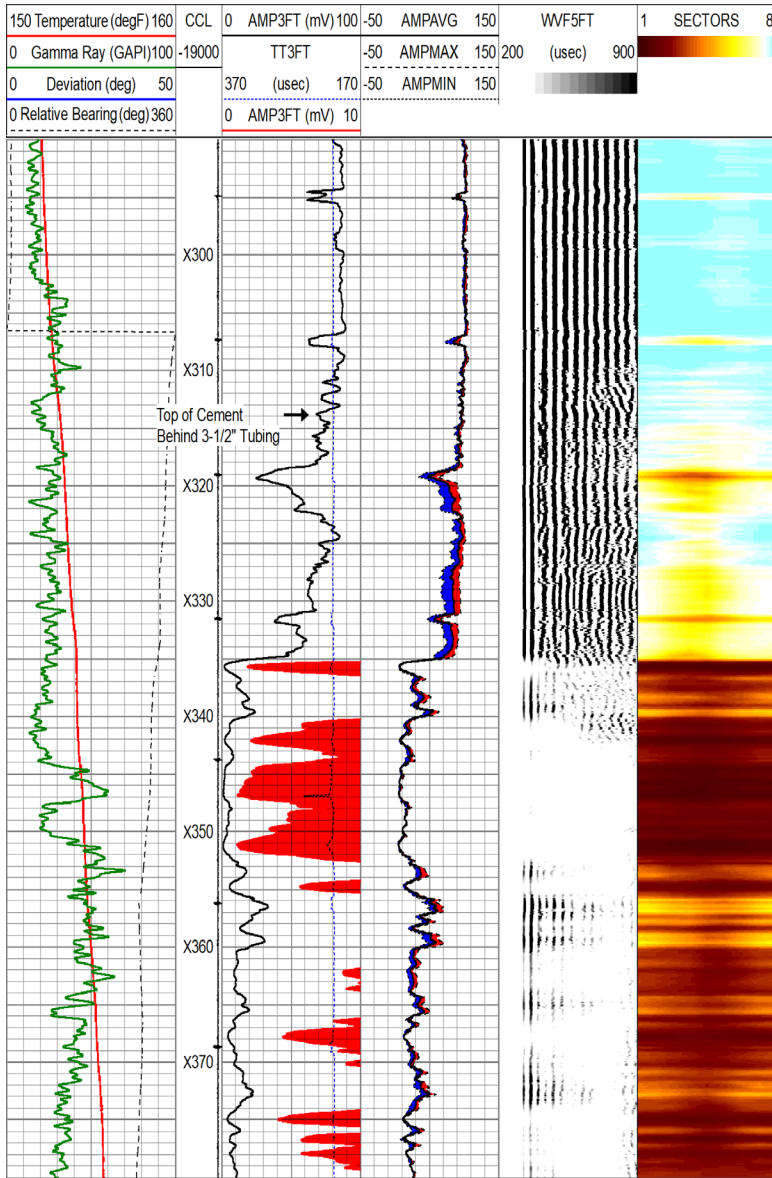 150 Temperature (degF) 160
0 Gamma Ray (GAPI) 100
0 Deviation (deg) 50
0 Relative Bearing (deg) 360
CCL
-19000
0 AMP3FT (mV) 100
TT3FT
370 (usec) 170
0 AMP3FT (mV) 10
-50 AMPAVG 150
-50 AMPMAX 150
-50 AMPMIN 150
WVF5FT
200 (usec) 900
1 SECTORS 8
X300
X310
Top of Cement
Behind 3-1/2" Tubing
X320
X330
X340
X350
X360
X370